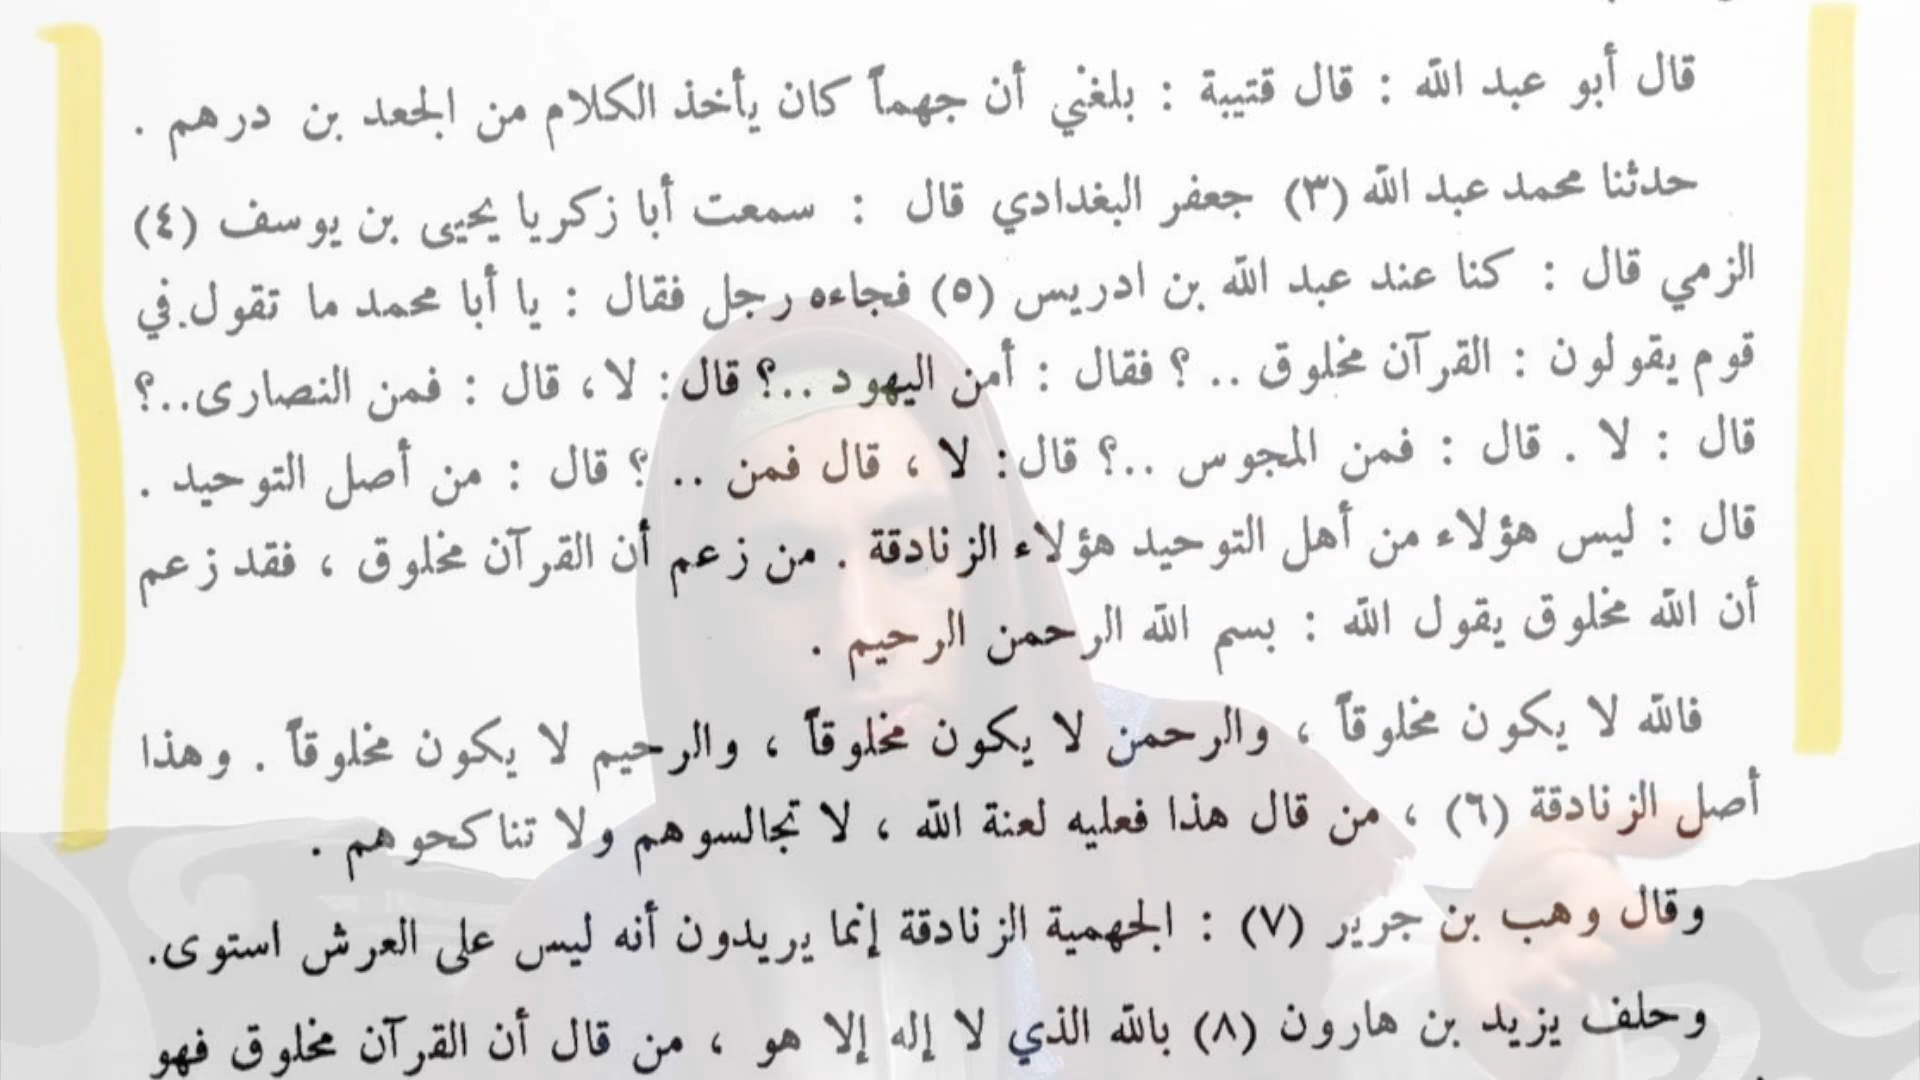 قال أبو عبد الله : قال قتيبة : بلغني أن جهماً كان يأخذ الكلام من الجعد بن درهم .
حدثنا محمد عبد الله (٣) جعفر البغدادي قال : سمعت أبا زكريا يحيى بن يوسف (٤)
الزمي قال : كنا عند عبد الله بن ادريس (٥) فجاءه رجل فقال : يا أبا محمد ما تقول في
قوم يقولون : القرآن مخلوق .. ؟ فقال : أمن اليهود ..؟ قال : لا ، قال : فمن النصارى..؟
قال : لا . قال : فمن المجوس ..؟ قال : لا ، قال فمن .. ؟ قال : من أصل التوحيد .
قال : ليس هؤلاء من أهل التوحيد هؤلاء الزنادقة . من زعم أن القرآن مخلوق ، فقد زعم
أن الله مخلوق يقول الله : بسم الله الرحمن الرحيم .
فالله لا يكون مخلوقاً ، والرحمن لا يكون مخلوقاً ، والرحيم لا يكون مخلوقاً . وهذا
أصل الزنادقة (٦) ، من قال هذا فعليه لعنة الله ، لا تجالسوهم ولا تناكحوهم .
وقال وهب بن جرير (٧) : الجهمية الزنادقة إنما يريدون أنه ليس على العرش استوى.
وحلف يزيد بن هارون (٨) بالله الذي لا إله إلا هو ، من قال أن القرآن مخلوق فهو